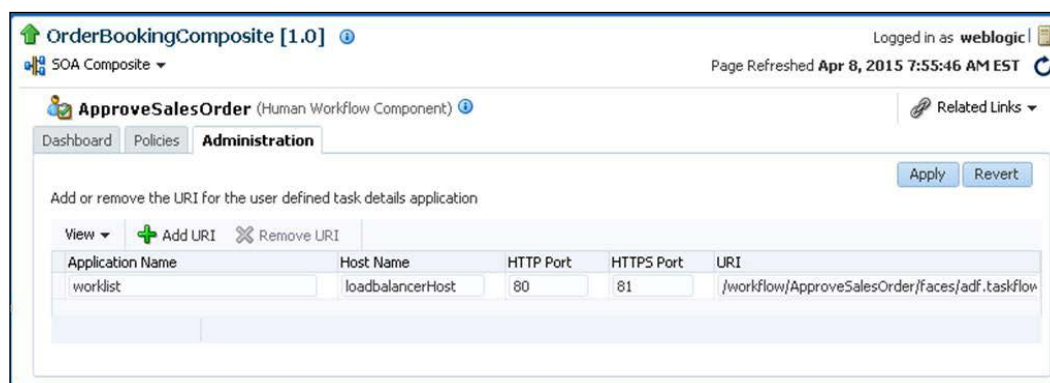 OrderBookingComposite [1.0]
Logged in as weblogic
SOA Composite
Page Refreshed Apr 8, 2015 7:55:46 AM EST
ApproveSalesOrder (Human Workflow Component)
Related Links
Dashboard Policies Administration
Apply Revert
Add or remove the URI for the user defined task details application
View Add URI Remove URI
Application Name Host Name HTTP Port HTTPS Port URI
worklist loadbalancerHost 80 81 /workflow/ApproveSalesOrder/faces/adf.taskflow